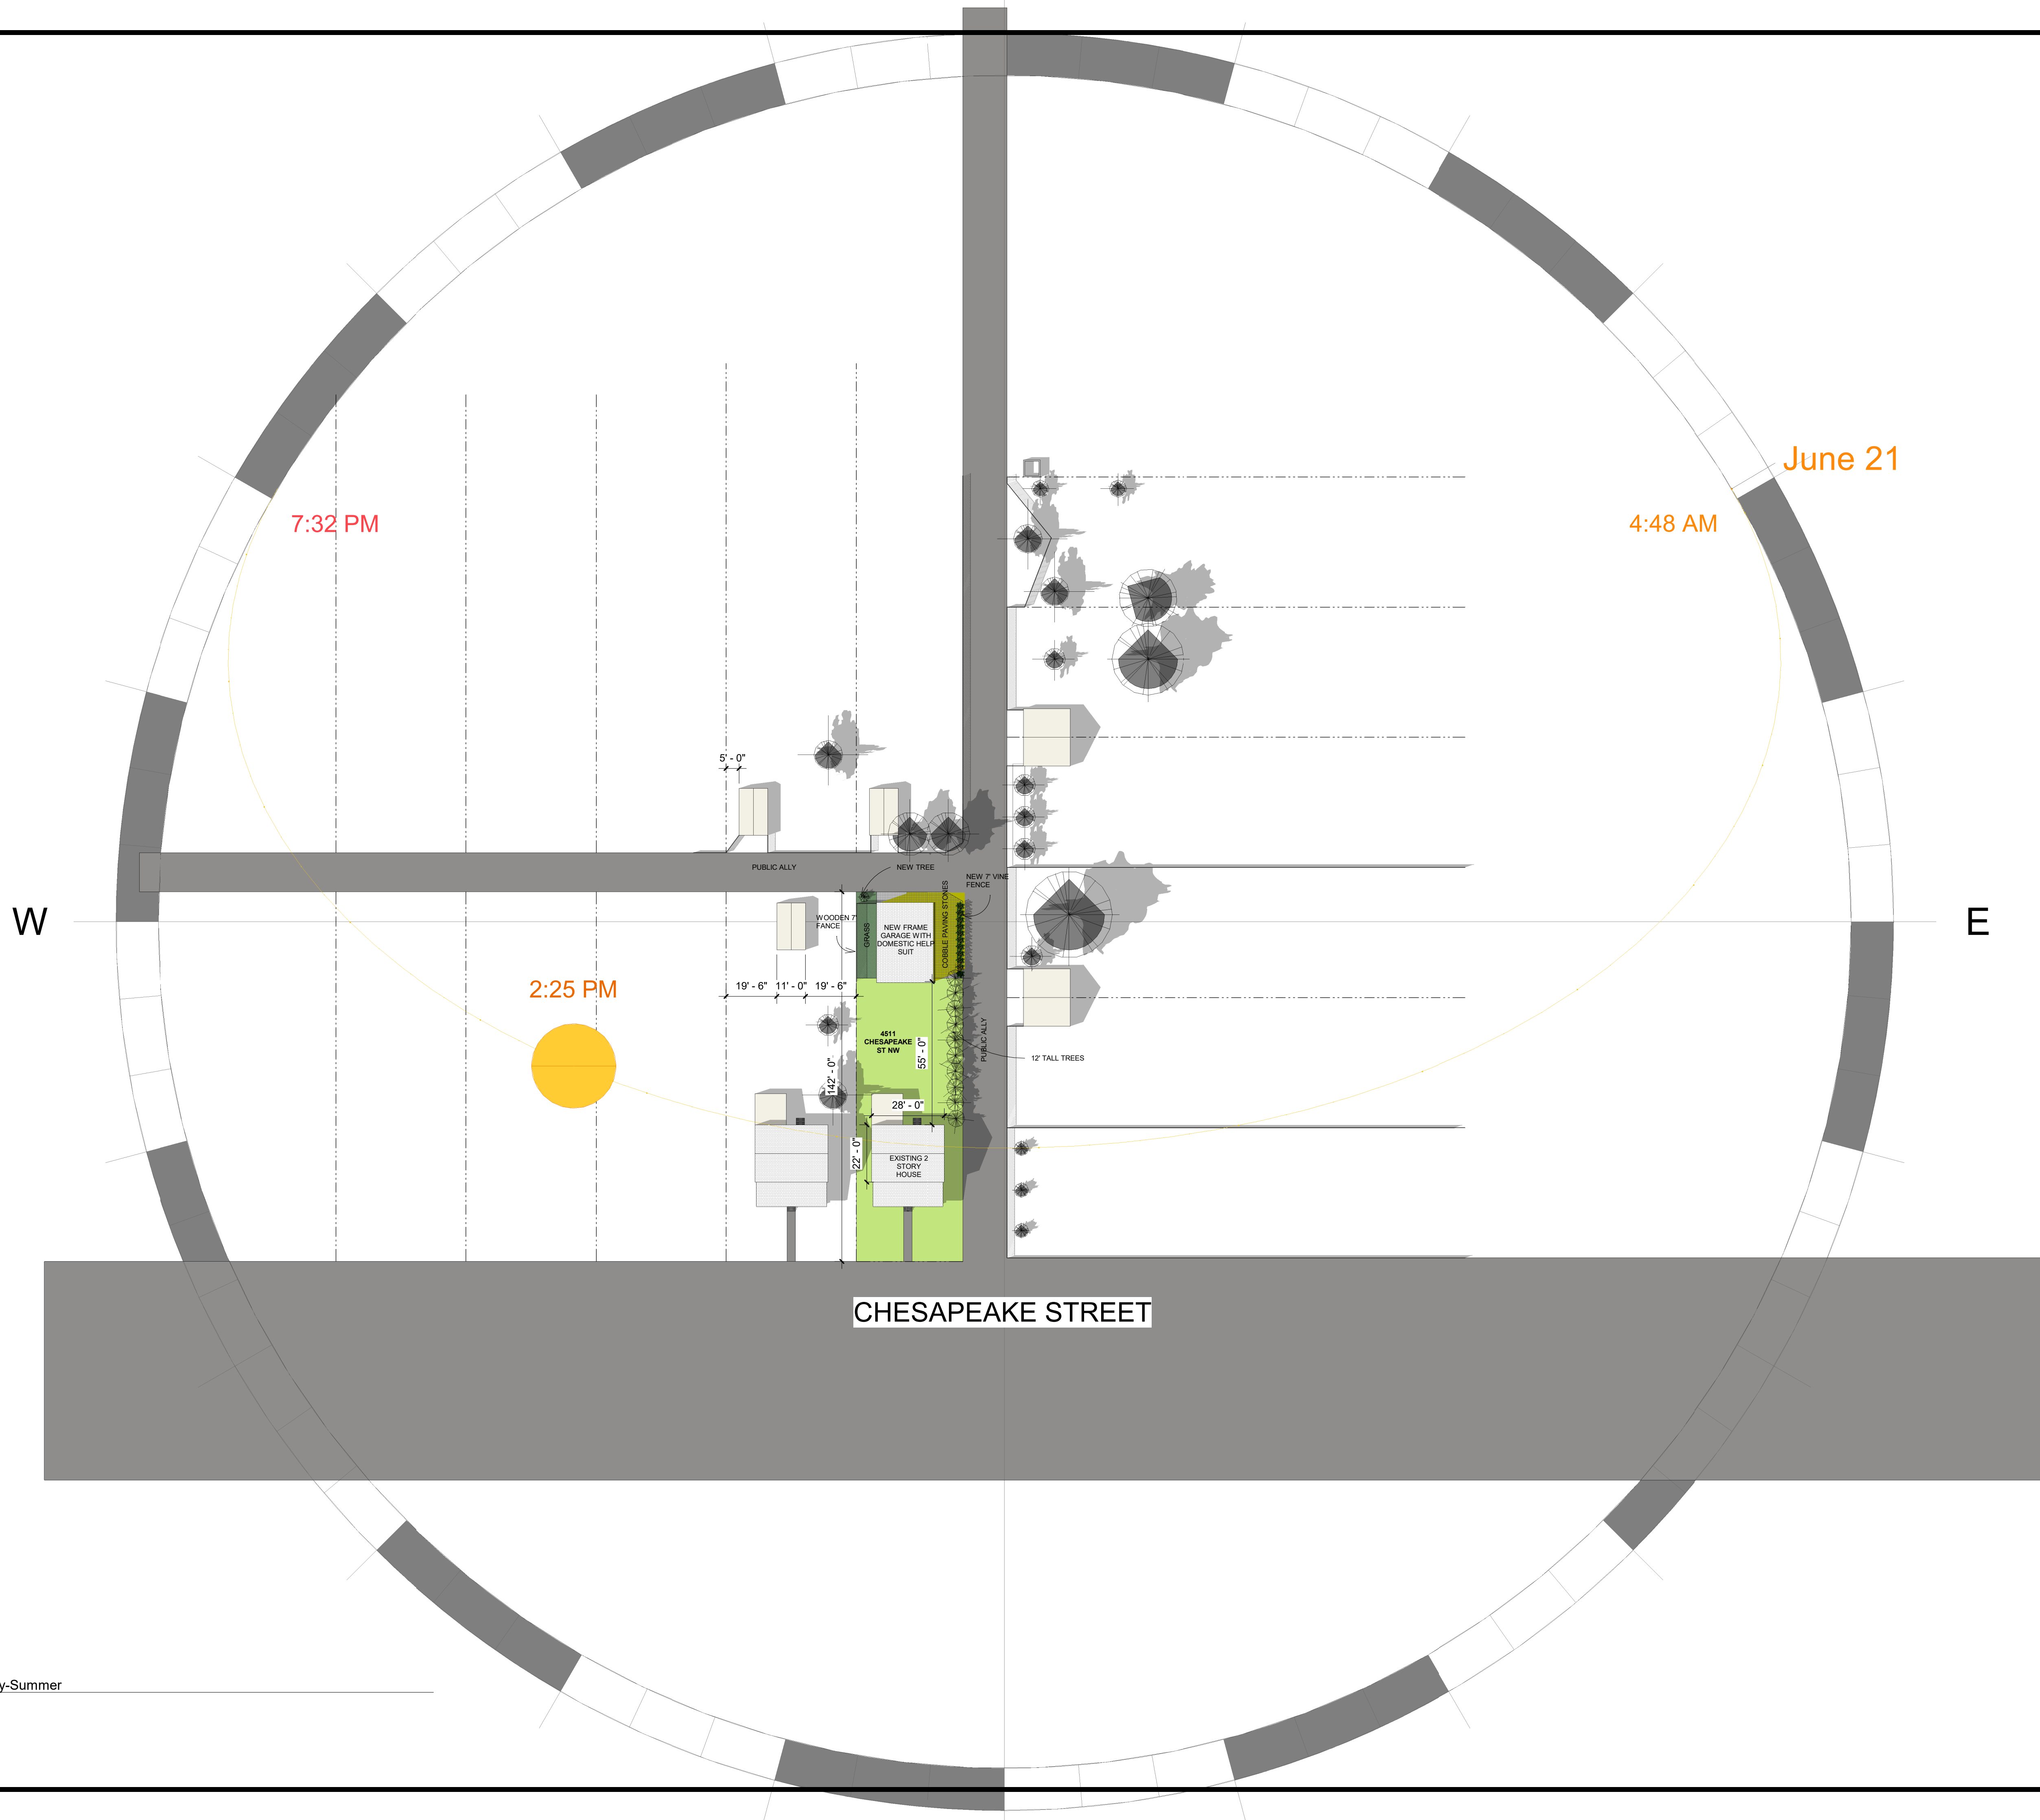 June 21
7:32 PM
4:48 AM
5' - 0"
PUBLIC ALLY
NEW TREE
NEW 7' VINE
FENCE
W
E
WOODEN 7'
FANCE
GRASS
NEW FRAME
GARAGE WITH
DOMESTIC HELP
SUIT
COBBLE PAVING STONES
2:25 PM
19' - 6"
11' - 0"
19' - 6"
4511
CHESAPEAKE
ST NW
55' - 0"
PUBLIC ALLY
12' TALL TREES
142' - 0"
28' - 0"
22' - 0"
EXISTING 2
STORY
HOUSE
CHESAPEAKE STREET
y-Summer